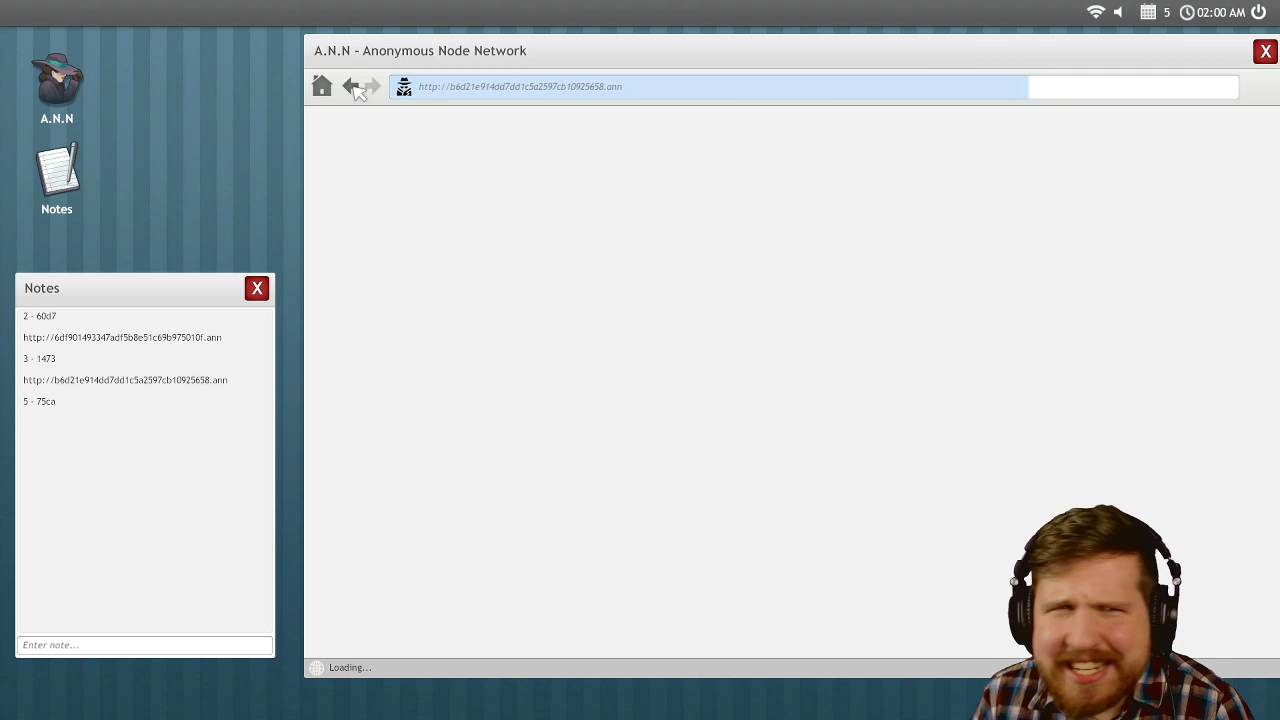 5 02:00 AM
A.N.N
Notes
A.N.N - Anonymous Node Network
X
http://b6d21e914dd7dd1c5a2597cb10925658.ann
Notes
X
2 - 60d7
http://6df901493347adf5b8e51c69b975010f.ann
3 - 1473
http://b6d21e914dd7dd1c5a2597cb10925658.ann
5 - 75ca
Enter note...
Loading...